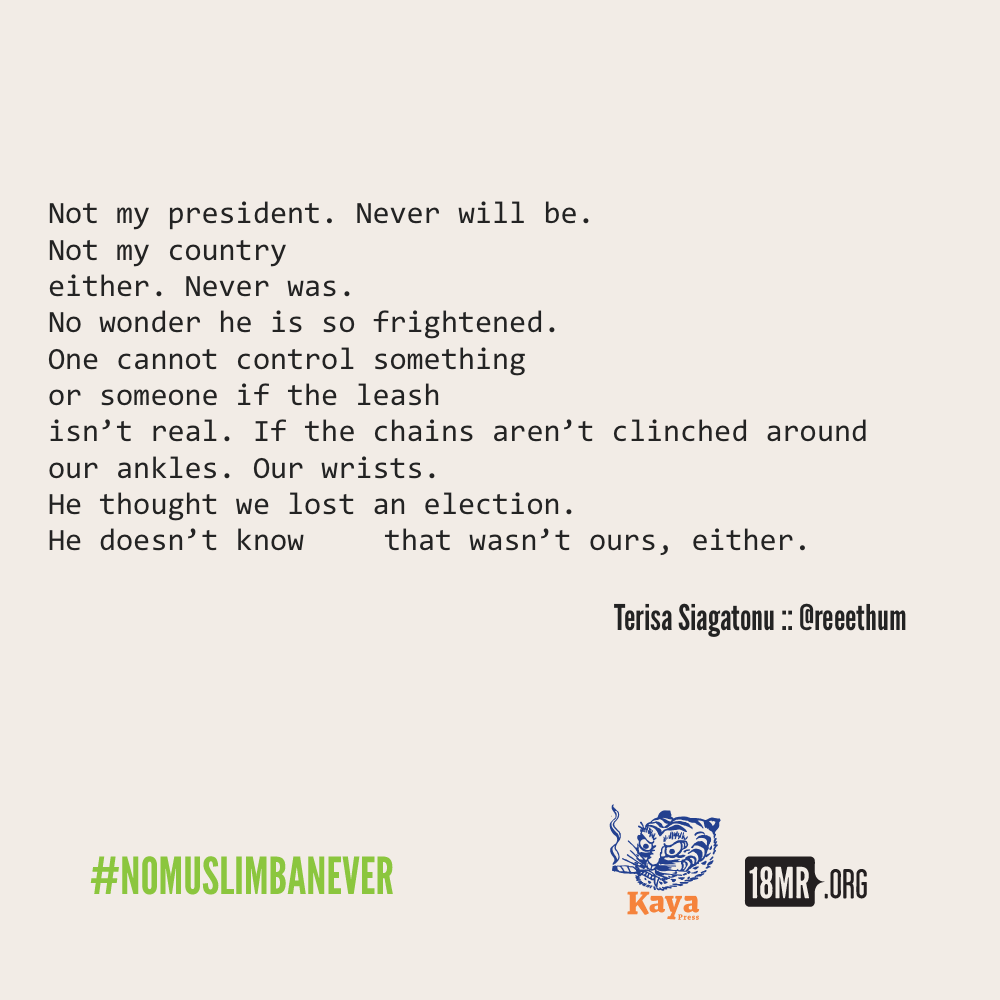 Not my president. Never will be.
Not my country
either. Never was.
No wonder he is so frightened.
One cannot control something
or someone if the leash
isn’t real. If the chains aren’t clinched around
our ankles. Our wrists.
He thought we lost an election.
He doesn’t know     that wasn’t ours, either.
Terisa Siagatonu :: @reeethum
#NOMUSLIMBANEVER
Kaya
Press
18MR.ORG